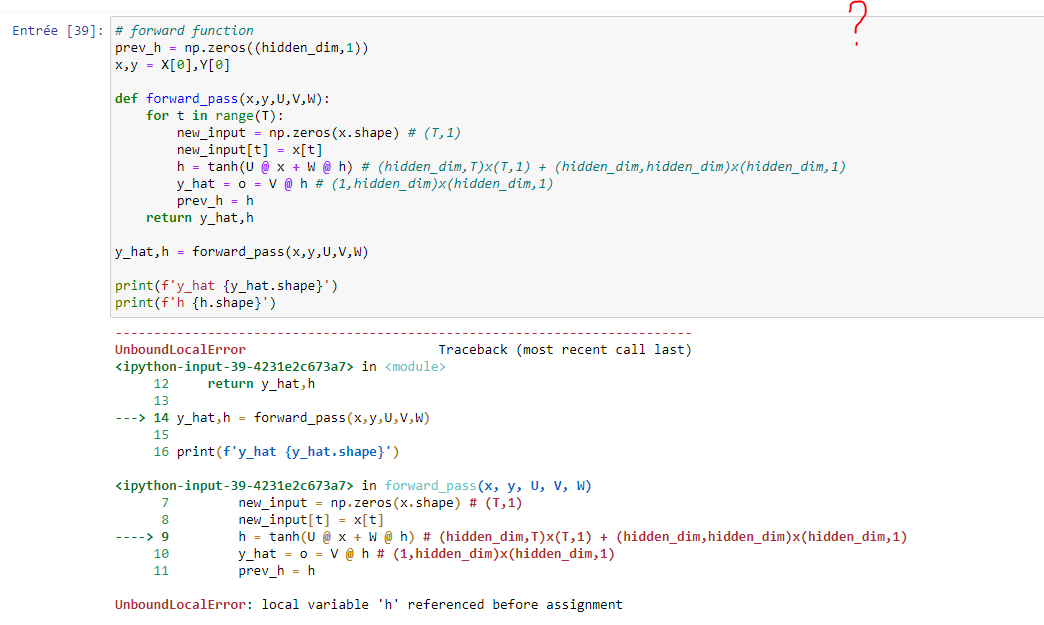 ?
Entrée [39]: # forward function
prev_h = np.zeros((hidden_dim,1))
x,y = X[0],Y[0]
def forward_pass(x,y,U,V,W):
    for t in range(T):
        new_input = np.zeros(x.shape) # (T,1)
        new_input[t] = x[t]
        h = tanh(U @ x + W @ h) # (hidden_dim,T)x(T,1) + (hidden_dim,hidden_dim)x(hidden_dim,1)
        y_hat = o = V @ h # (1,hidden_dim)x(hidden_dim,1)
        prev_h = h
    return y_hat,h
y_hat,h = forward_pass(x,y,U,V,W)
print(f'y_hat {y_hat.shape}')
print(f'h {h.shape}')
---------------------------------------------------------------------------
UnboundLocalError                         Traceback (most recent call last)
<ipython-input-39-4231e2c673a7> in <module>
     12     return y_hat,h
     13
---> 14 y_hat,h = forward_pass(x,y,U,V,W)
     15
     16 print(f'y_hat {y_hat.shape}')
<ipython-input-39-4231e2c673a7> in forward_pass(x, y, U, V, W)
      7         new_input = np.zeros(x.shape) # (T,1)
      8         new_input[t] = x[t]
----> 9         h = tanh(U @ x + W @ h) # (hidden_dim,T)x(T,1) + (hidden_dim,hidden_dim)x(hidden_dim,1)
     10         y_hat = o = V @ h # (1,hidden_dim)x(hidden_dim,1)
     11         prev_h = h
UnboundLocalError: local variable 'h' referenced before assignment